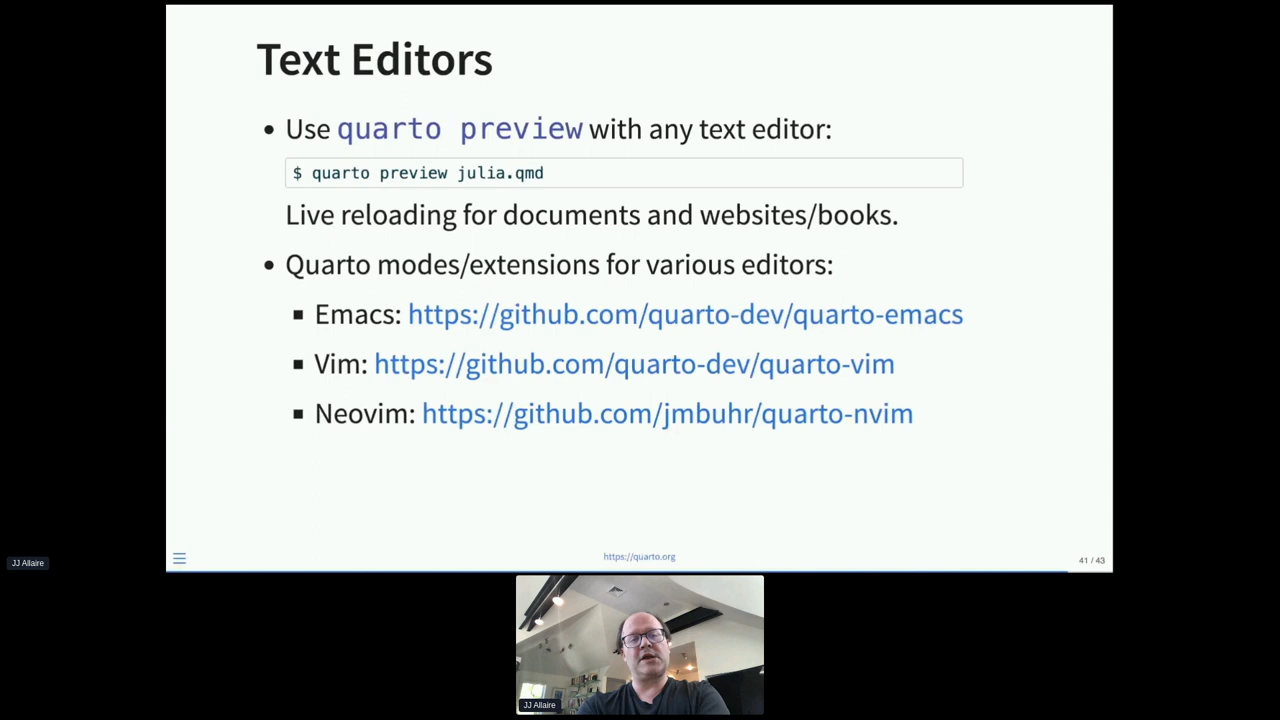 Text Editors
• Use quarto preview with any text editor:
$ quarto preview julia.qmd
Live reloading for documents and websites/books.
• Quarto modes/extensions for various editors:
▪ Emacs: https://github.com/quarto-dev/quarto-emacs
▪ Vim: https://github.com/quarto-dev/quarto-vim
▪ Neovim: https://github.com/jmbuhr/quarto-nvim
https://quarto.org
41 / 43
JJ Allaire
JJ Allaire